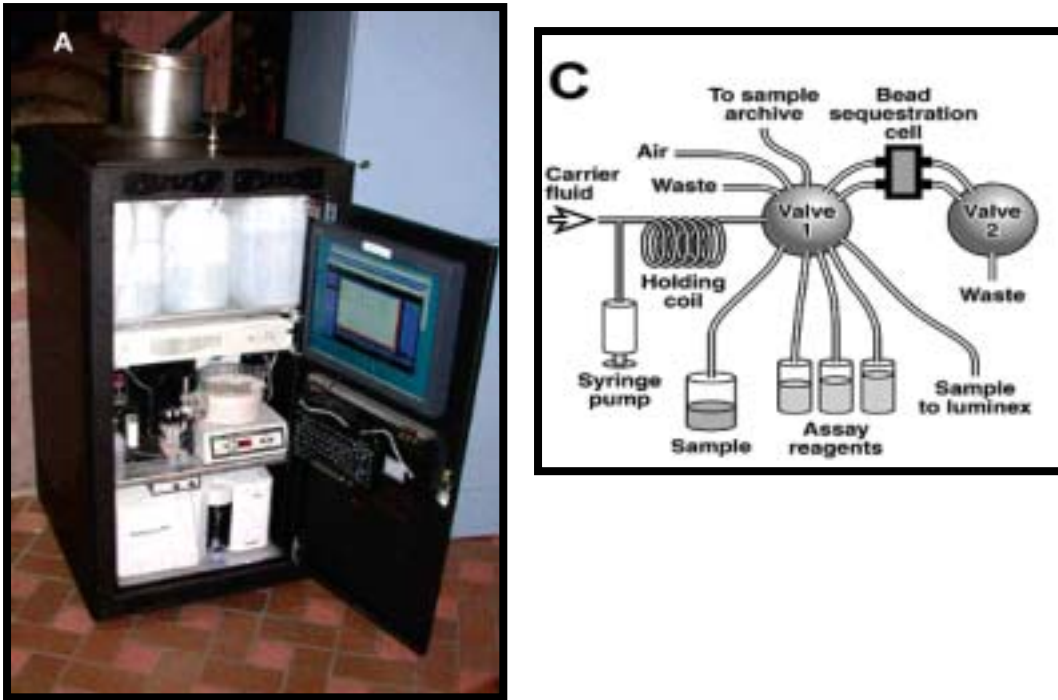 A
C
To sample
archive
Bead
sequestration
cell
Air
Carrier
fluid
Waste
Valve
1
Valve
2
Holding
coil
Waste
Syringe
pump
Sample
Assay
reagents
Sample
to luminex